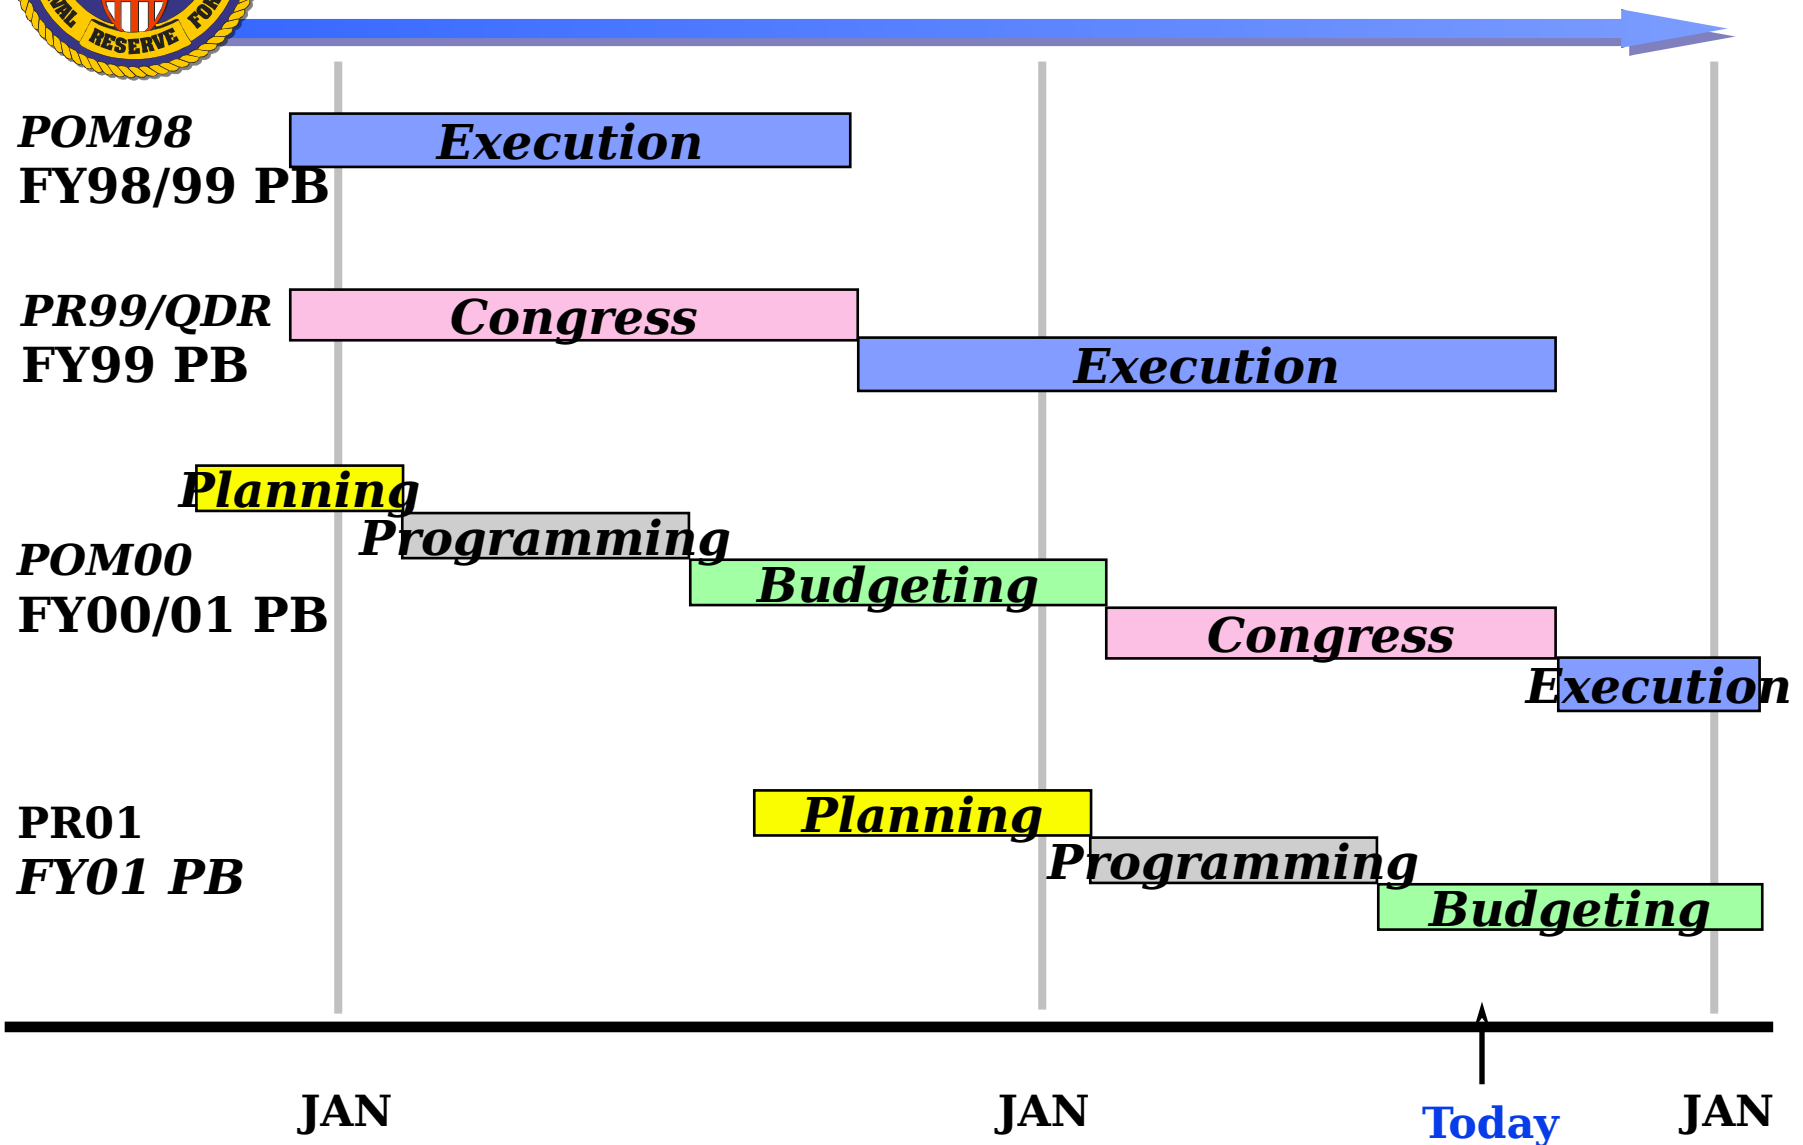 RESERVE
POM98
FY98/99 PB
Execution
PR99/QDR
FY99 PB
Congress
Execution
POM00
FY00/01 PB
Planning
Programming
Budgeting
Congress
Execution
PR01
FY01 PB
Planning
Programming
Budgeting
JAN
JAN
Today
JAN